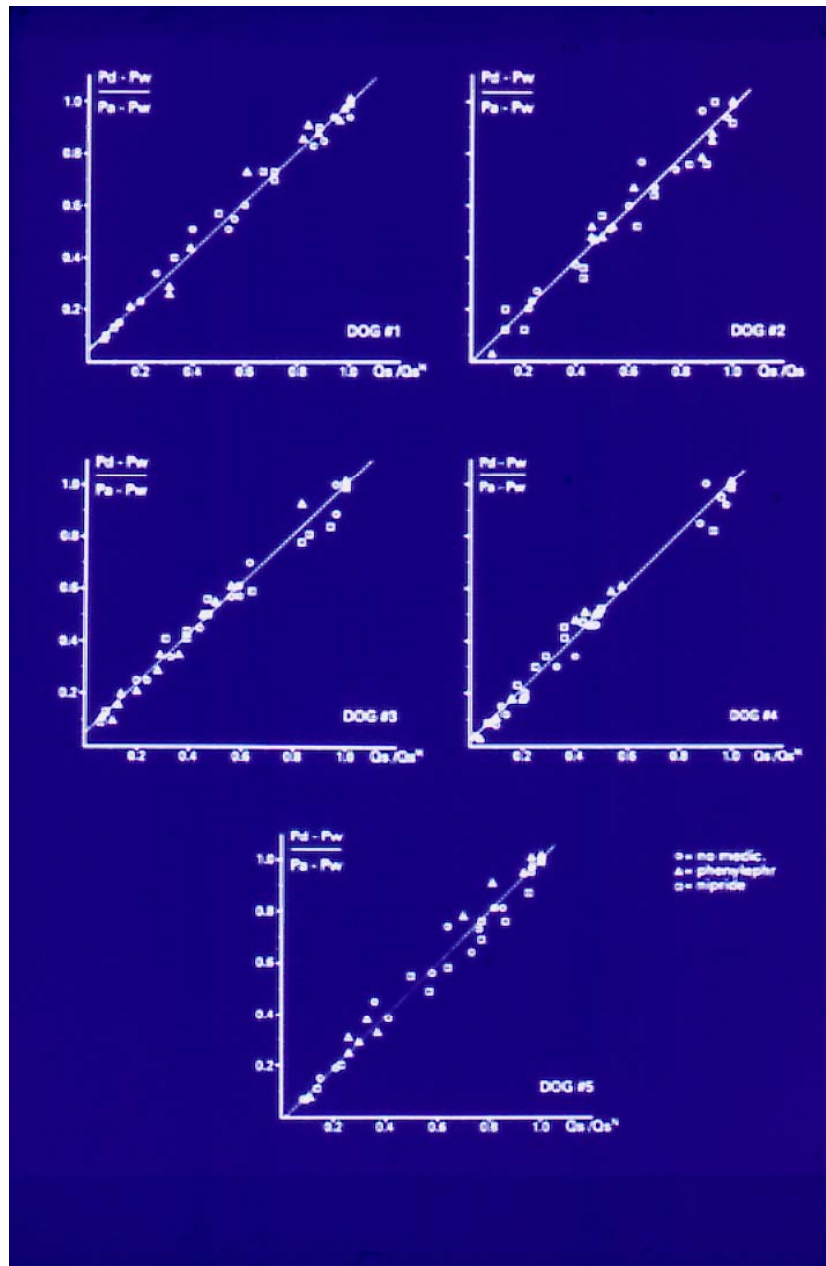 Pd - Pw
Pa - Pw
1.0
0.8
0.6
0.4
0.2
DOG #1
0.2 0.4 0.6 0.8 1.0 Qs/Qsᴺ
Pd - Pw
Pa - Pw
1.0
0.8
0.6
0.4
0.2
DOG #2
0.2 0.4 0.6 0.8 1.0 Qs/Qs
Pd - Pw
Pa - Pw
1.0
0.8
0.6
0.4
0.2
DOG #3
0.2 0.4 0.6 0.8 1.0 Qs/Qsᴺ
Pd - Pw
Pa - Pw
1.0
0.8
0.6
0.4
0.2
DOG #4
0.2 0.4 0.6 0.8 1.0 Qs/Qsᴺ
Pd - Pw
Pa - Pw
1.0
0.8
0.6
0.4
0.2
DOG #5
0.2 0.4 0.6 0.8 1.0 Qs/Qsᴺ
○ = no medic.
△ = phenylephr
□ = nipride